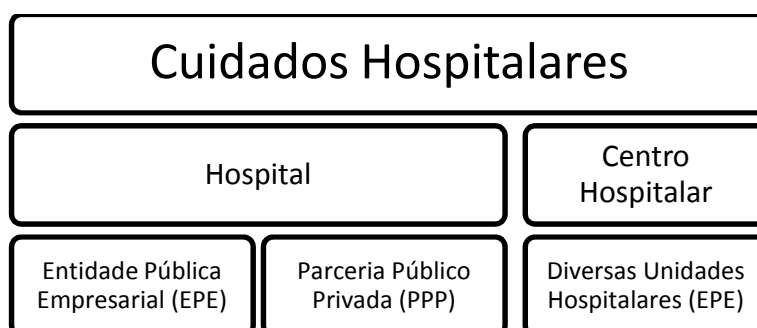 Cuidados Hospitalares
Hospital
Centro
Hospitalar
Entidade Pública
Empresarial (EPE)
Parceria Público
Privada (PPP)
Diversas Unidades
Hospitalares (EPE)